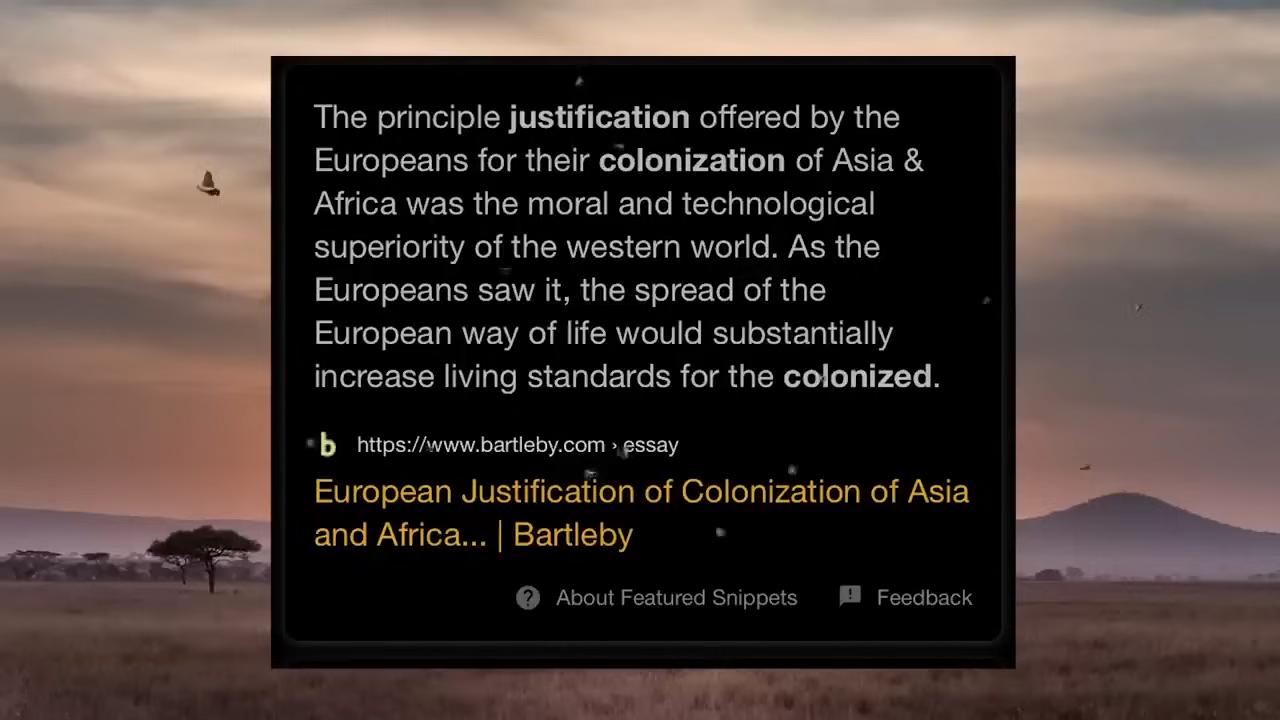 The principle justification offered by the
Europeans for their colonization of Asia &
Africa was the moral and technological
superiority of the western world. As the
Europeans saw it, the spread of the
European way of life would substantially
increase living standards for the colonized.
b https://www.bartleby.com › essay
European Justification of Colonization of Asia
and Africa... | Bartleby
About Featured Snippets Feedback